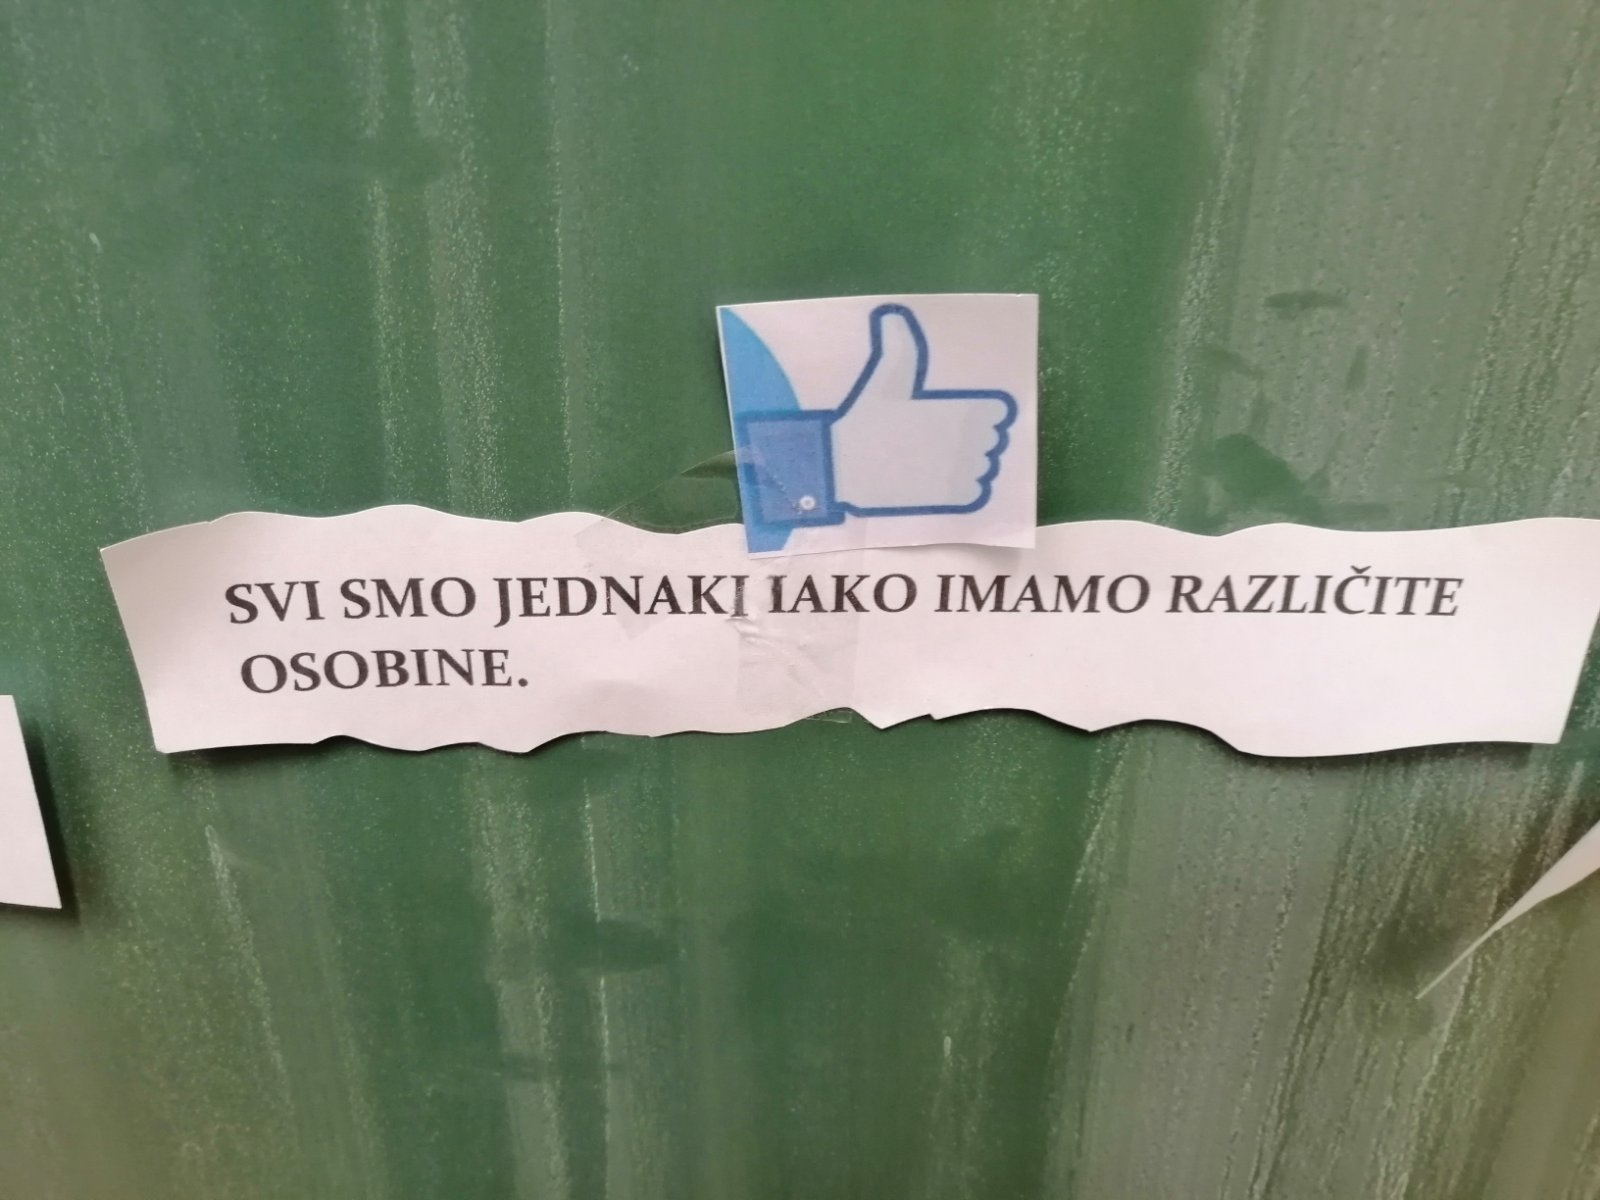 SVI SMO JEDNAKI IAKO IMAMO RAZLIČITE
OSOBINE.